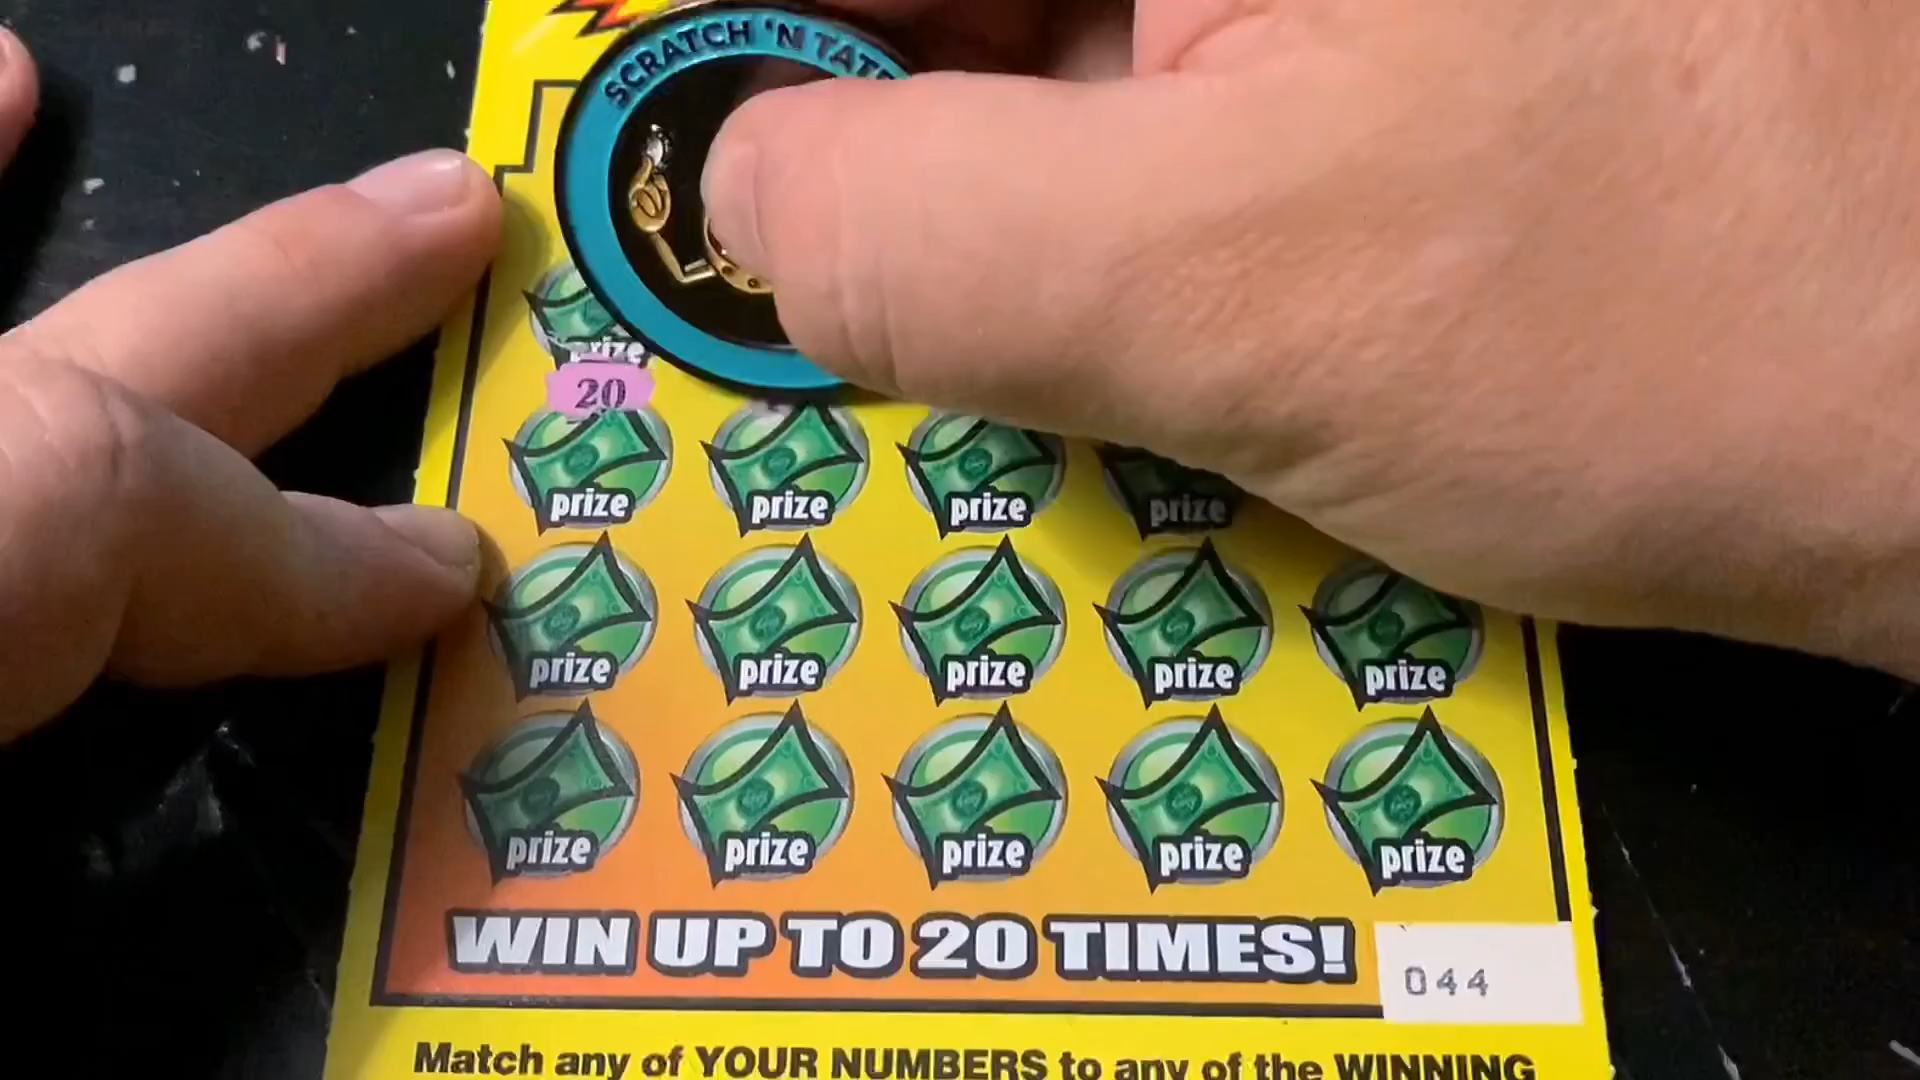 SCRATCH 'N TATE
prize
20
prize prize prize prize
prize prize prize prize prize
prize prize prize prize prize
WIN UP TO 20 TIMES!
044
Match any of YOUR NUMBERS to any of the WINNING